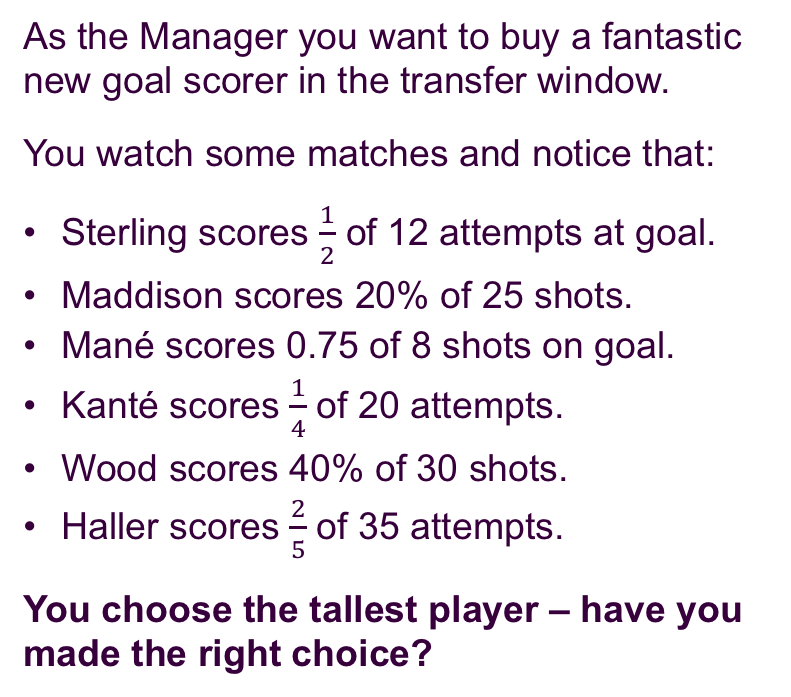 As the Manager you want to buy a fantastic
new goal scorer in the transfer window.
You watch some matches and notice that:
• Sterling scores 1/2 of 12 attempts at goal.
• Maddison scores 20% of 25 shots.
• Mané scores 0.75 of 8 shots on goal.
• Kanté scores 1/4 of 20 attempts.
• Wood scores 40% of 30 shots.
• Haller scores 2/5 of 35 attempts.
You choose the tallest player – have you
made the right choice?